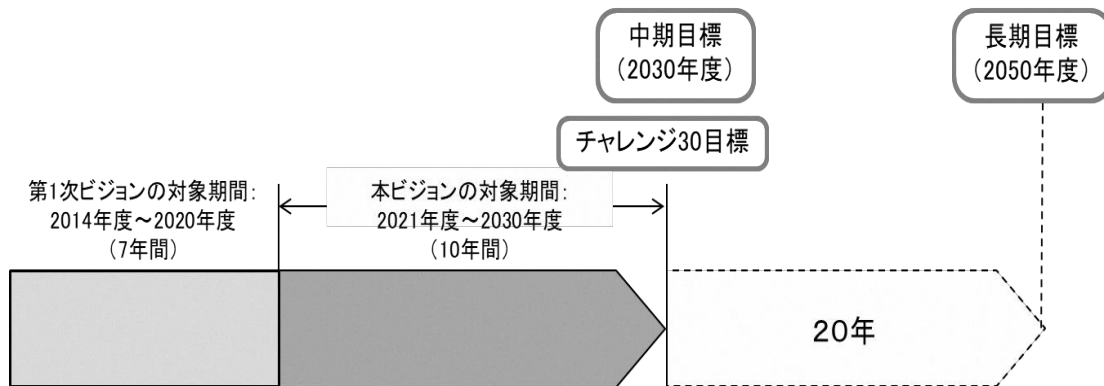 中期目標
（2030年度）
長期目標
（2050年度）
チャレンジ30目標
第1次ビジョンの対象期間：
2014年度～2020年度
（7年間）
本ビジョンの対象期間：
2021年度～2030年度
（10年間）
20年